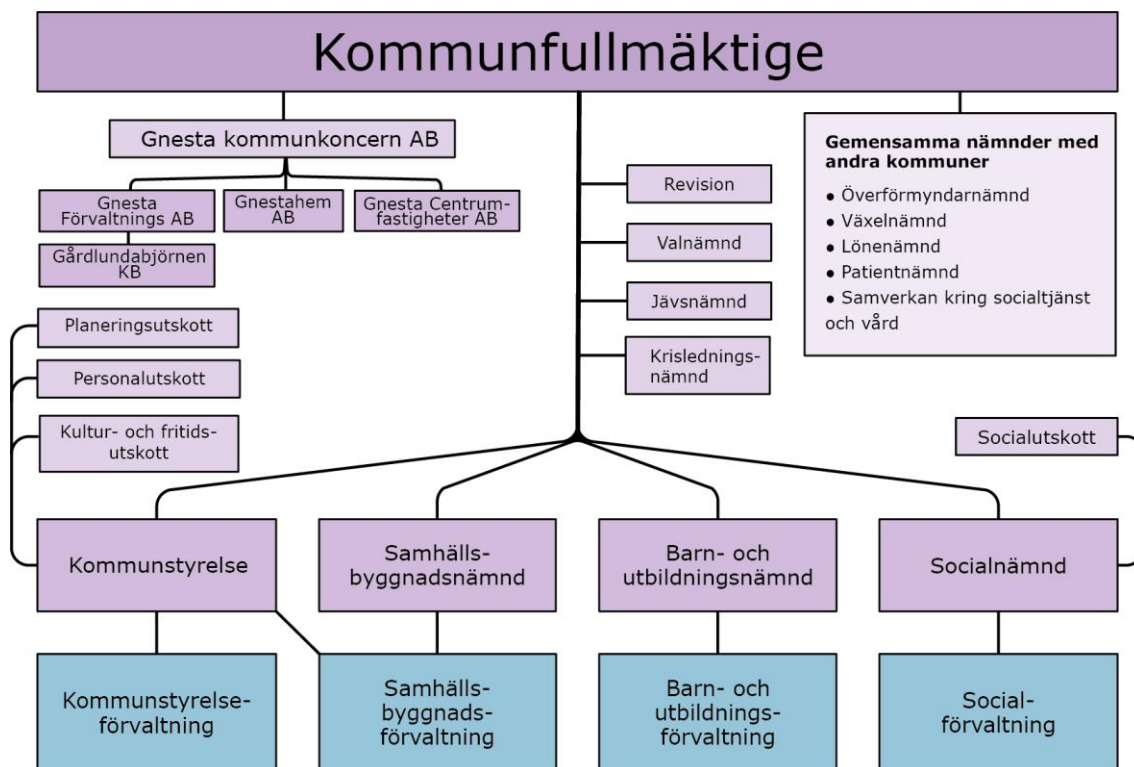 Kommunfullmäktige
Gnesta kommunkoncern AB
Gnesta
Förvaltnings AB
Gnestahem
AB
Gnesta Centrum-
fastigheter AB
Gårdlundabjörnen
KB
Revision
Valnämnd
Jävsnämnd
Krislednings-
nämnd
Gemensamma nämnder med
andra kommuner
● Överförmyndarnämnd
● Växelnämnd
● Lönenämnd
● Patientnämnd
● Samverkan kring socialtjänst
och vård
Planeringsutskott
Personalutskott
Kultur- och fritids-
utskott
Socialutskott
Kommunstyrelse
Samhälls-
byggnadsnämnd
Barn- och
utbildningsnämnd
Socialnämnd
Kommunstyrelse-
förvaltning
Samhälls-
byggnads-
förvaltning
Barn- och
utbildnings-
förvaltning
Social-
förvaltning